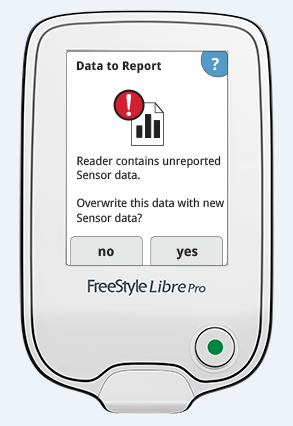 Data to Report
?
!
Reader contains unreported
Sensor data.
Overwrite this data with new
Sensor data?
no
yes
FreeStyle Libre Pro